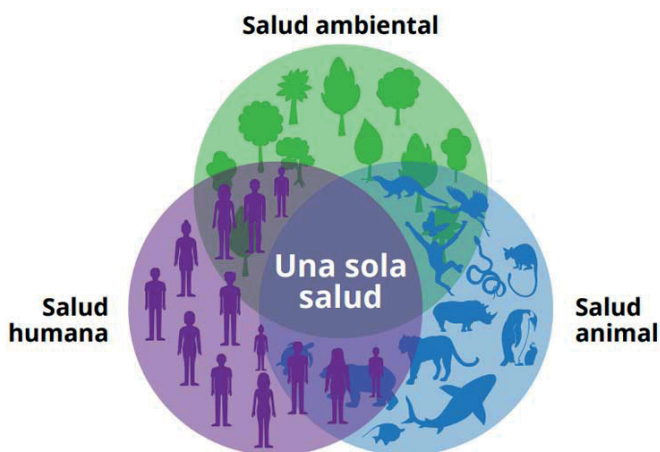 Salud ambiental
Una sola
salud
Salud
humana
Salud
animal